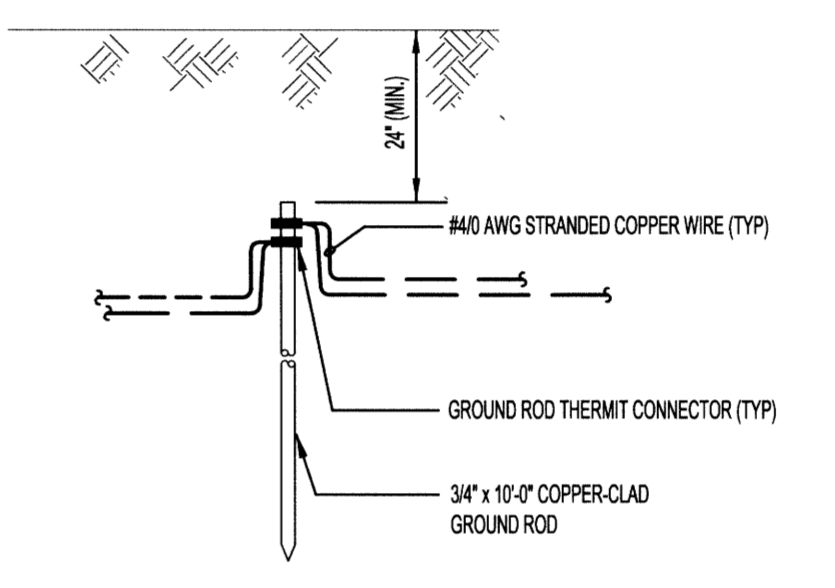 24" (MIN.)
#4/0 AWG STRANDED COPPER WIRE (TYP)
GROUND ROD THERMIT CONNECTOR (TYP)
3/4" x 10'-0" COPPER-CLAD
GROUND ROD